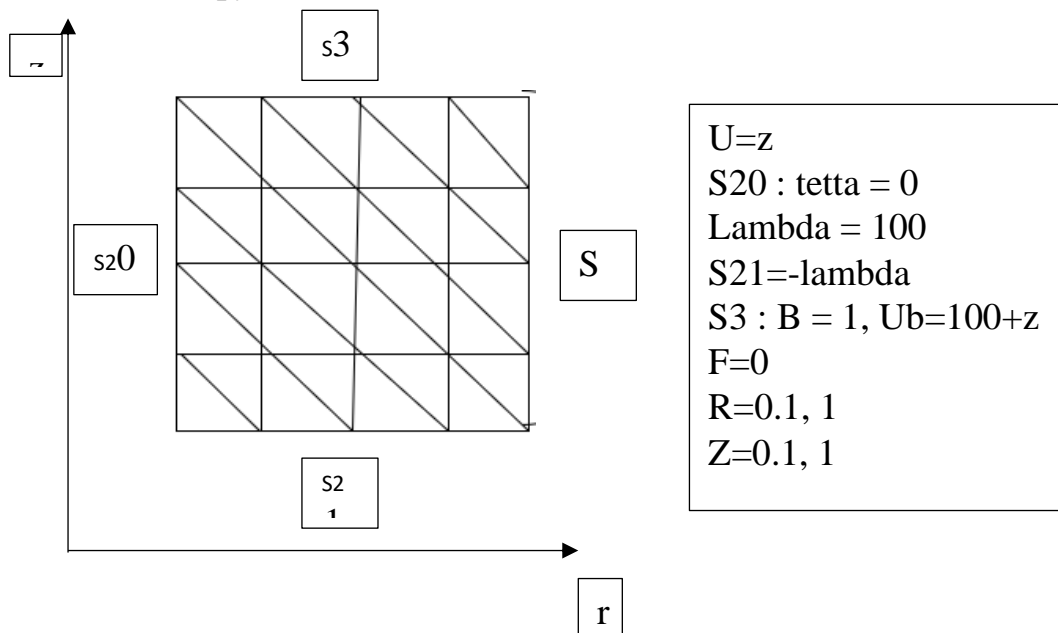 s3
s20
S
s2
r
U=z
S20 : tetta = 0
Lambda = 100
S21=-lambda
S3 : B = 1, Ub=100+z
F=0
R=0.1, 1
Z=0.1, 1